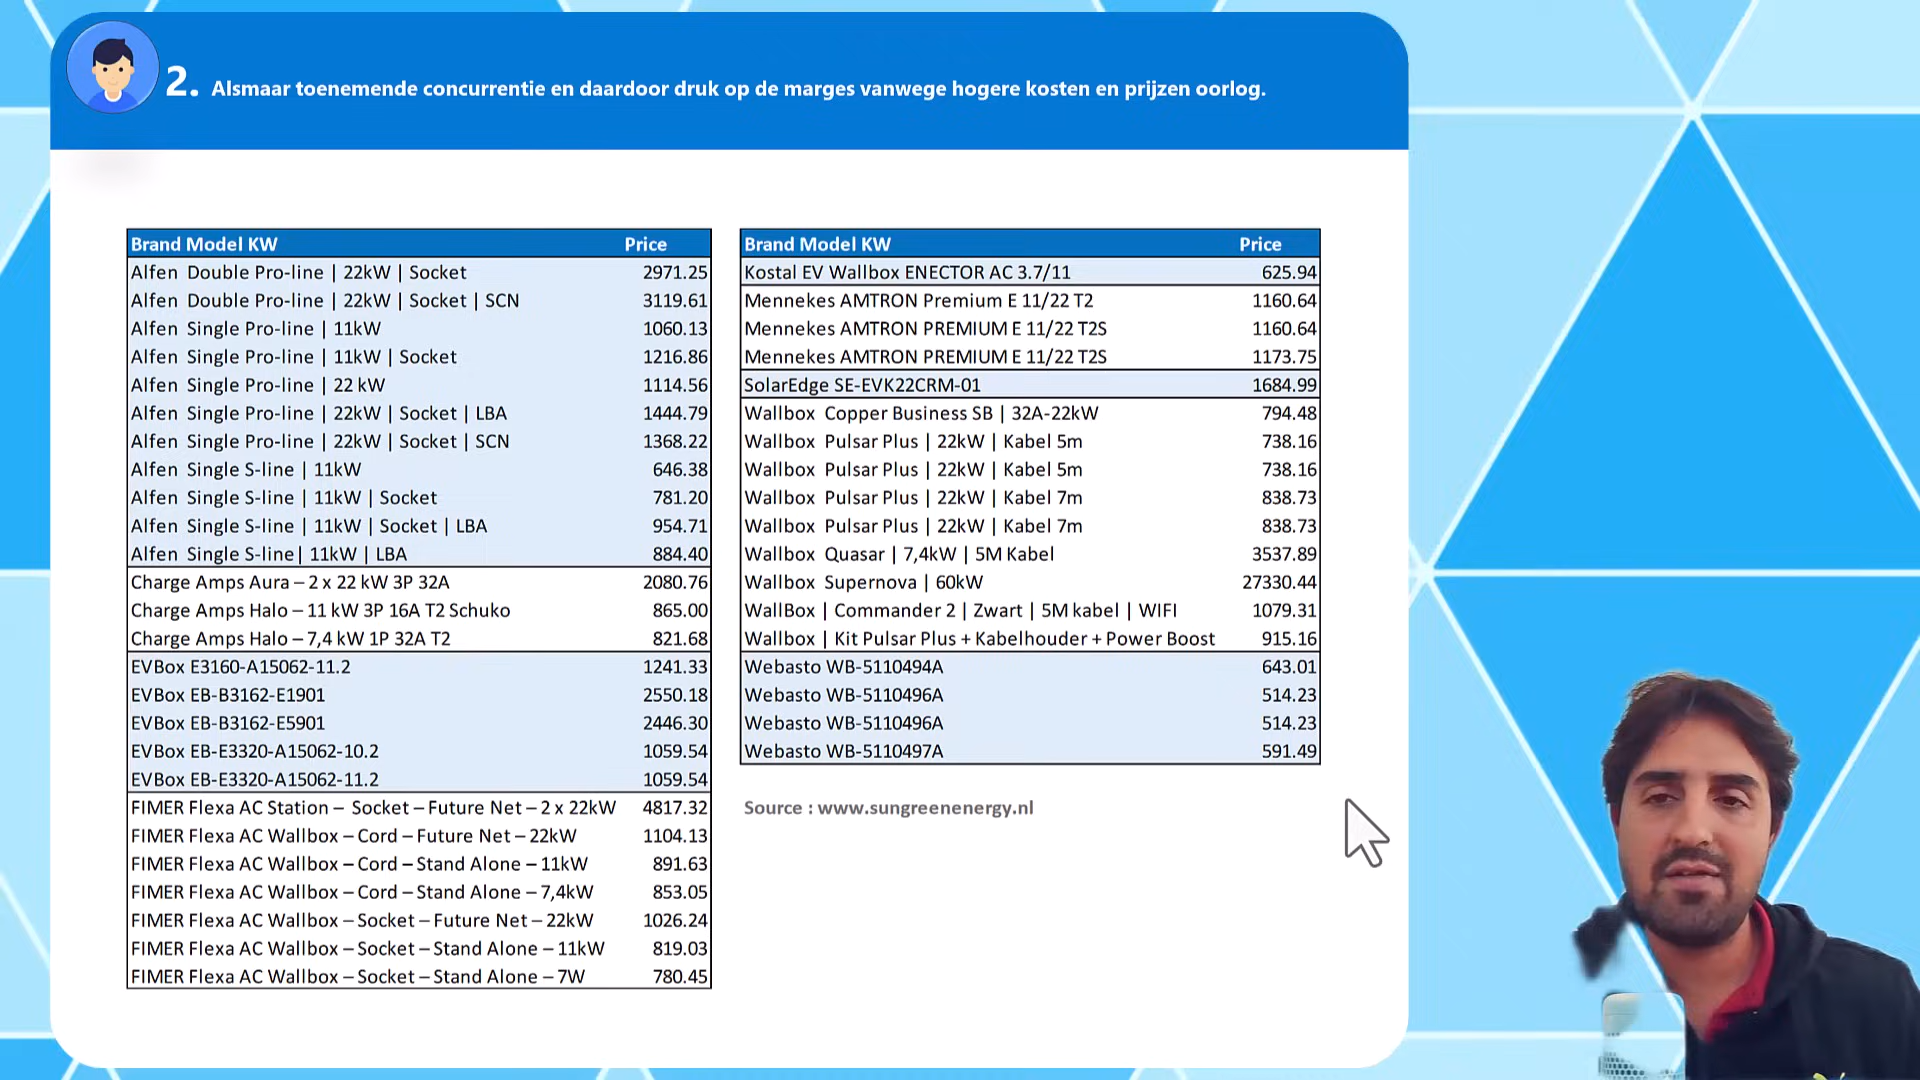 2. Alsmaar toenemende concurrentie en daardoor druk op de marges vanwege hogere kosten en prijzen oorlog.
Brand Model KW Price
Alfen Double Pro-line | 22kW | Socket 2971.25
Alfen Double Pro-line | 22kW | Socket | SCN 3119.61
Alfen Single Pro-line | 11kW 1060.13
Alfen Single Pro-line | 11kW | Socket 1216.86
Alfen Single Pro-line | 22 kW 1114.56
Alfen Single Pro-line | 22kW | Socket | LBA 1444.79
Alfen Single Pro-line | 22kW | Socket | SCN 1368.22
Alfen Single S-line | 11kW 646.38
Alfen Single S-line | 11kW | Socket 781.20
Alfen Single S-line | 11kW | Socket | LBA 954.71
Alfen Single S-line| 11kW | LBA 884.40
Charge Amps Aura – 2 x 22 kW 3P 32A 2080.76
Charge Amps Halo – 11 kW 3P 16A T2 Schuko 865.00
Charge Amps Halo – 7,4 kW 1P 32A T2 821.68
EVBox E3160-A15062-11.2 1241.33
EVBox EB-B3162-E1901 2550.18
EVBox EB-B3162-E5901 2446.30
EVBox EB-E3320-A15062-10.2 1059.54
EVBox EB-E3320-A15062-11.2 1059.54
FIMER Flexa AC Station – Socket – Future Net – 2 x 22kW 4817.32
FIMER Flexa AC Wallbox – Cord – Future Net – 22kW 1104.13
FIMER Flexa AC Wallbox – Cord – Stand Alone – 11kW 891.63
FIMER Flexa AC Wallbox – Cord – Stand Alone – 7,4kW 853.05
FIMER Flexa AC Wallbox – Socket – Future Net – 22kW 1026.24
FIMER Flexa AC Wallbox – Socket – Stand Alone – 11kW 819.03
FIMER Flexa AC Wallbox – Socket – Stand Alone – 7W 780.45
Brand Model KW Price
Kostal EV Wallbox ENECTOR AC 3.7/11 625.94
Mennekes AMTRON Premium E 11/22 T2 1160.64
Mennekes AMTRON PREMIUM E 11/22 T2S 1160.64
Mennekes AMTRON PREMIUM E 11/22 T2S 1173.75
SolarEdge SE-EVK22CRM-01 1684.99
Wallbox Copper Business SB | 32A-22kW 794.48
Wallbox Pulsar Plus | 22kW | Kabel 5m 738.16
Wallbox Pulsar Plus | 22kW | Kabel 5m 738.16
Wallbox Pulsar Plus | 22kW | Kabel 7m 838.73
Wallbox Pulsar Plus | 22kW | Kabel 7m 838.73
Wallbox Quasar | 7,4kW | 5M Kabel 3537.89
Wallbox Supernova | 60kW 27330.44
WallBox | Commander 2 | Zwart | 5M kabel | WIFI 1079.31
Wallbox | Kit Pulsar Plus + Kabelhouder + Power Boost 915.16
Webasto WB-5110494A 643.01
Webasto WB-5110496A 514.23
Webasto WB-5110496A 514.23
Webasto WB-5110497A 591.49
Source : www.sungreenenergy.nl